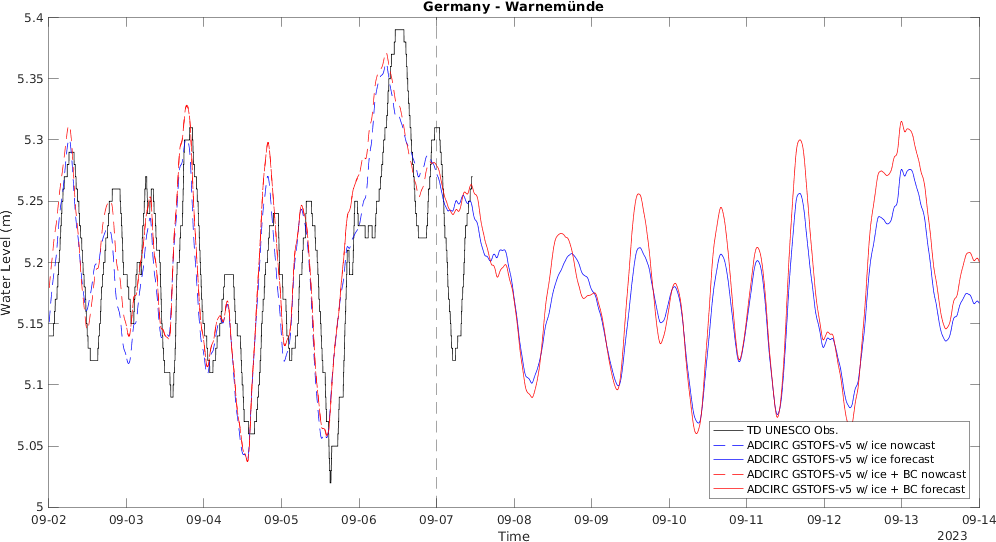 Germany - Warnemünde
5.4
5.35
5.3
5.25
5.2
5.15
5.1
5.05
5
Water Level (m)
TD UNESCO Obs.
ADCIRC GSTOFS-v5 w/ ice nowcast
ADCIRC GSTOFS-v5 w/ ice forecast
ADCIRC GSTOFS-v5 w/ ice + BC nowcast
ADCIRC GSTOFS-v5 w/ ice + BC forecast
09-02 09-03 09-04 09-05 09-06 09-07 09-08 09-09 09-10 09-11 09-12 09-13 09-14
Time
2023